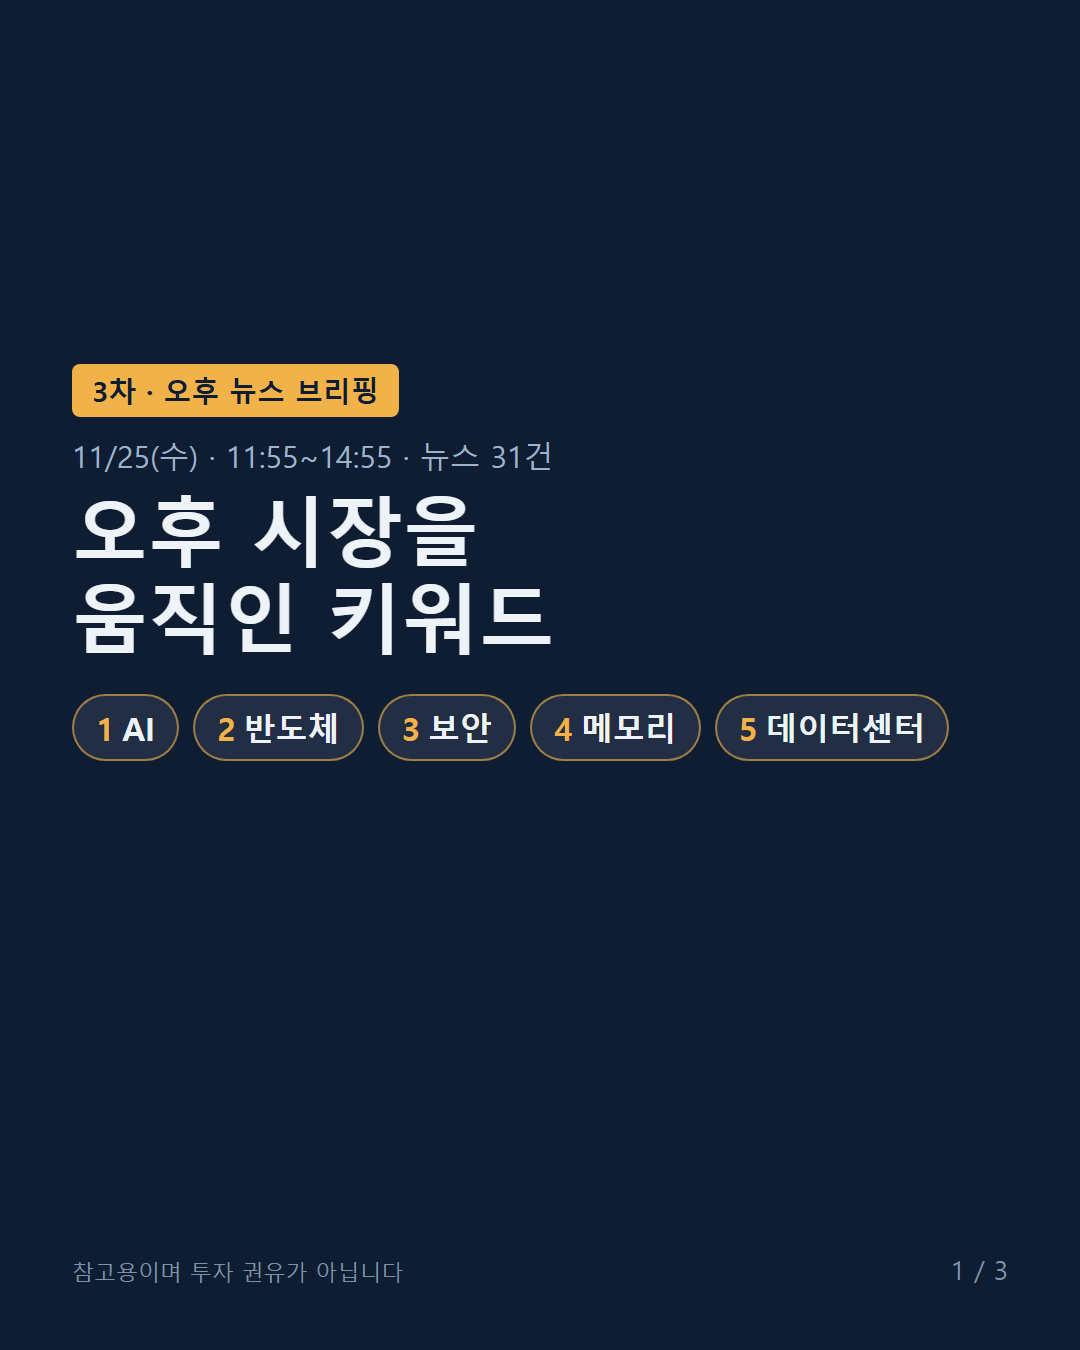 3차 · 오후 뉴스 브리핑
11/25(수) · 11:55~14:55 · 뉴스 31건
오후 시장을
움직인 키워드
1 AI 2 반도체 3 보안 4 메모리 5 데이터센터
참고용이며 투자 권유가 아닙니다 1 / 3